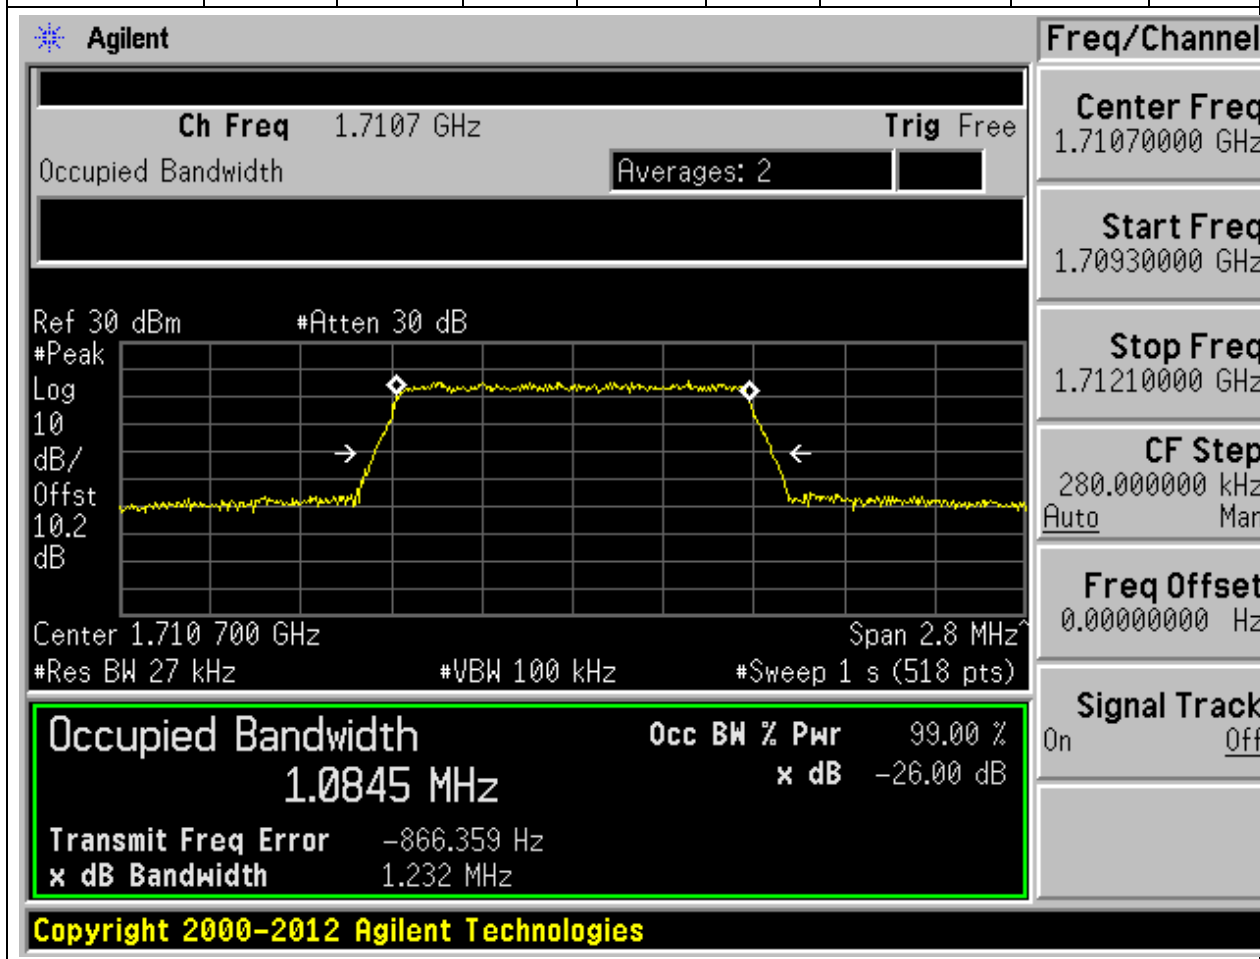 Agilent
Freq/Channel
Ch Freq 1.7107 GHz Trig Free
Occupied Bandwidth Averages: 2
Center Freq
1.71070000 GHz
Start Freq
1.70930000 GHz
Stop Freq
1.71210000 GHz
CF Step
280.000000 kHz
Auto Man
Freq Offset
0.00000000 Hz
Signal Track
On Off
Ref 30 dBm #Atten 30 dB
#Peak
Log
10
dB/
Offst
10.2
dB
Center 1.710 700 GHz Span 2.8 MHz^
#Res BW 27 kHz #VBW 100 kHz #Sweep 1 s (518 pts)
Occupied Bandwidth Occ BW % Pwr 99.00 %
1.0845 MHz x dB -26.00 dB
Transmit Freq Error -866.359 Hz
x dB Bandwidth 1.232 MHz
Copyright 2000-2012 Agilent Technologies